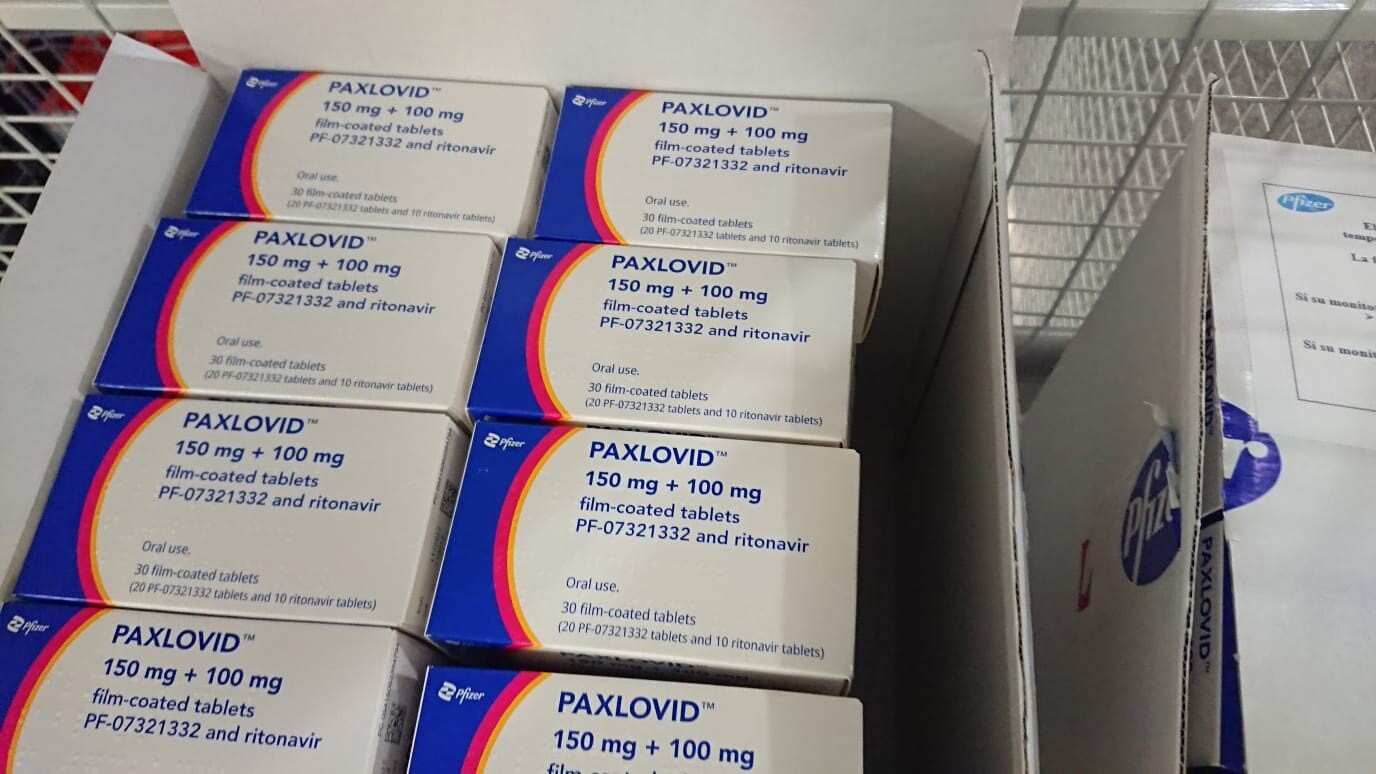 Pfizer
PAXLOVID™
150 mg + 100 mg
film-coated tablets
PF-07321332 and ritonavir
Oral use.
30 film-coated tablets
(20 PF-07321332 tablets and 10 ritonavir tablets)
Pfizer
PAXLOVID™
150 mg + 100 mg
film-coated tablets
PF-07321332 and ritonavir
Oral use.
30 film-coated tablets
(20 PF-07321332 tablets and 10 ritonavir tablets)
Pfizer
PAXLOVID™
150 mg + 100 mg
film-coated tablets
PF-07321332 and ritonavir
Oral use.
30 film-coated tablets
(20 PF-07321332 tablets and 10 ritonavir tablets)
Pfizer
PAXLOVID™
150 mg + 100 mg
film-coated tablets
PF-07321332 and ritonavir
Oral use.
30 film-coated tablets
(20 PF-07321332 tablets and 10 ritonavir tablets)
Pfizer
PAXLOVID™
150 mg + 100 mg
film-coated tablets
PF-07321332 and ritonavir
Oral use.
30 film-coated tablets
(20 PF-07321332 tablets and 10 ritonavir tablets)
Pfizer
PAXLOVID™
150 mg + 100 mg
film-coated tablets
PF-07321332 and ritonavir
Oral use.
30 film-coated tablets
(20 PF-07321332 tablets and 10 ritonavir tablets)
Pfizer
PAXLOVID™
150 mg + 100 mg
film-coated tablets
PF-07321332 and ritonavir
Pfizer
PAXLOVID™
150 mg + 100 mg
Pfizer
El
La
Si su
Si su
PAXLOVID™